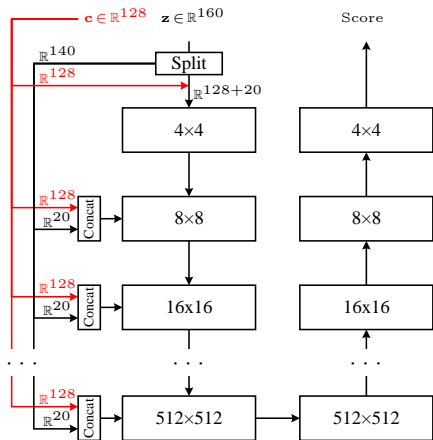 c ∈ ℝ^128 z ∈ ℝ^160 Score
ℝ^140
Split
ℝ^128
ℝ^128+20
4×4 4×4
ℝ^128
Concat
8×8 8×8
ℝ^20
ℝ^128
Concat
16x16 16x16
ℝ^20
· · · · · · · · ·
ℝ^128
Concat
512×512 512×512
ℝ^20